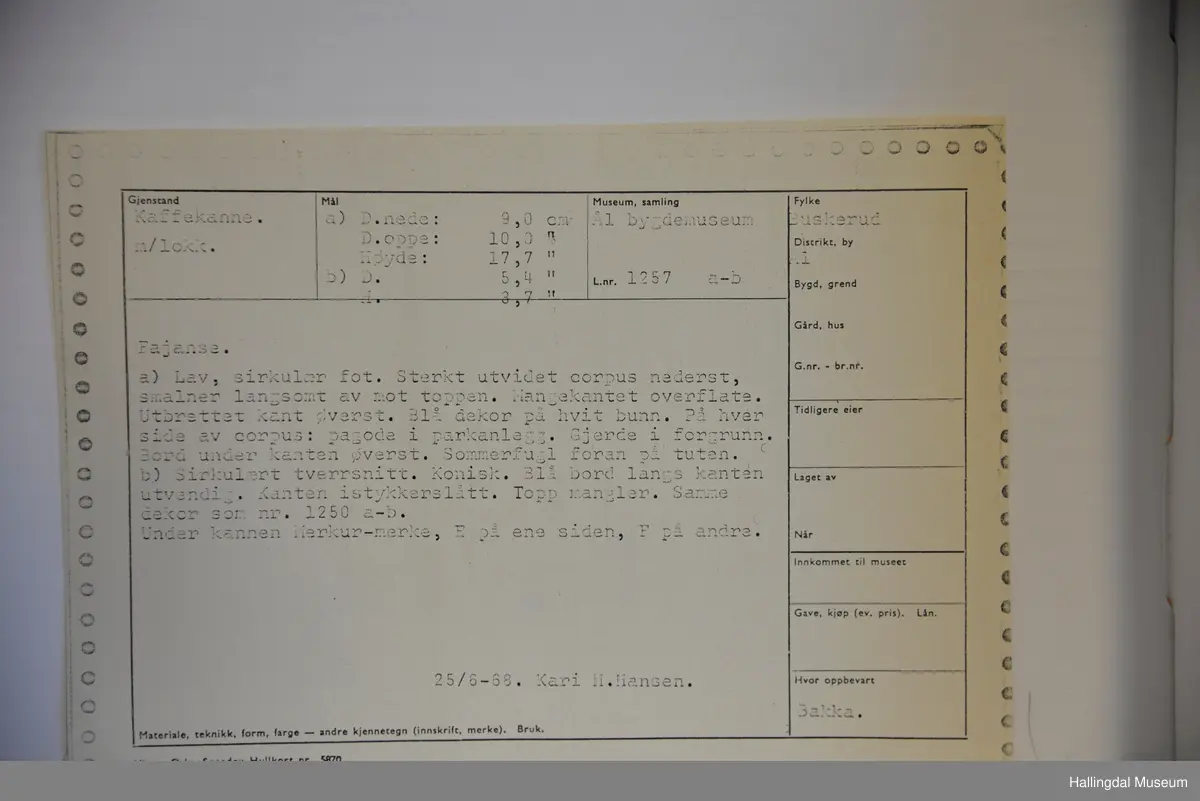 Gjenstand
Kaffekanne.
m/lokk.
Mål
a) D.nede: 9,0 cm
D.oppe: 10,0 "
Høyde: 17,7 "
b) D. 5,4 "
H. 3,7 "
Museum, samling
Ål bygdemuseum
L.nr. 1257 a-b
Fylke
Buskerud
Distrikt, by
Ål
Bygd, grend
Gård, hus
G.nr. - br.nr.
Tidligere eier
Laget av
Når
Innkommet til museet
Gave, kjøp (ev. pris). Lån.
Hvor oppbevart
Bakka.
Fajanse.
a) Lav, sirkulær fot. Sterkt utvidet corpus nederst,
smalner langsomt av mot toppen. Mangekantet overflate.
Utbrettet kant øverst. Blå dekor på hvit bunn. På hver
side av corpus: pagode i parkanlegg. Gjerde i forgrunn.
Bord under kanten øverst. Sommerfugl foran på tuten.
b) Sirkulært tverrsnitt. Konisk. Blå bord langs kanten
utvendig. Kanten istykkerslått. Topp mangler. Samme
dekor som nr. 1250 a-b.
Under kannen Merkur-merke, E på ene siden, F på andre.
25/6-68. Kari H.Hansen.
Materiale, teknikk, form, farge — andre kjennetegn (innskrift, merke). Bruk.
Hullkort nr. 5870
Hallingdal Museum